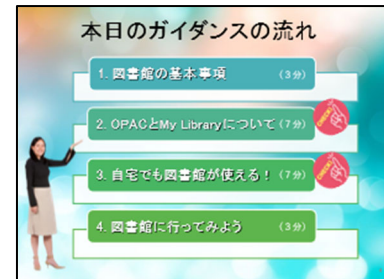 本日のガイダンスの流れ
1. 図書館の基本事項 (3分)
2. OPACとMy Libraryについて(7分)
3. 自宅でも図書館が使える! (7分)
4. 図書館に行ってみよう (3分)